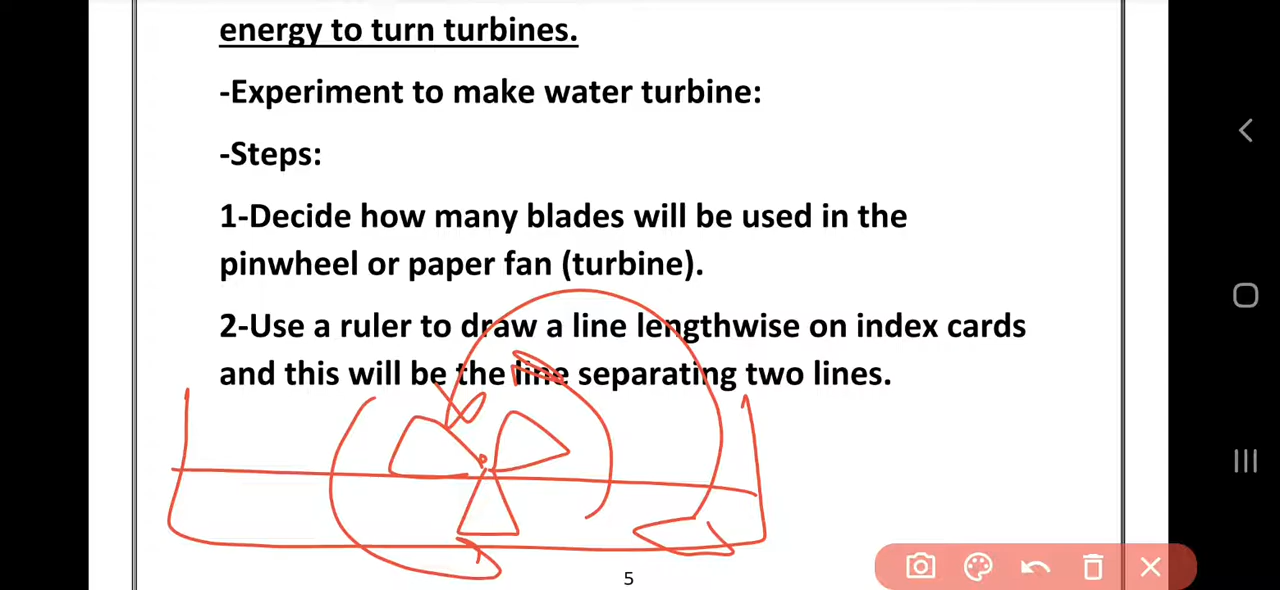 energy to turn turbines.
-Experiment to make water turbine:
-Steps:
1-Decide how many blades will be used in the
pinwheel or paper fan (turbine).
2-Use a ruler to draw a line lengthwise on index cards
and this will be the line separating two lines.
5